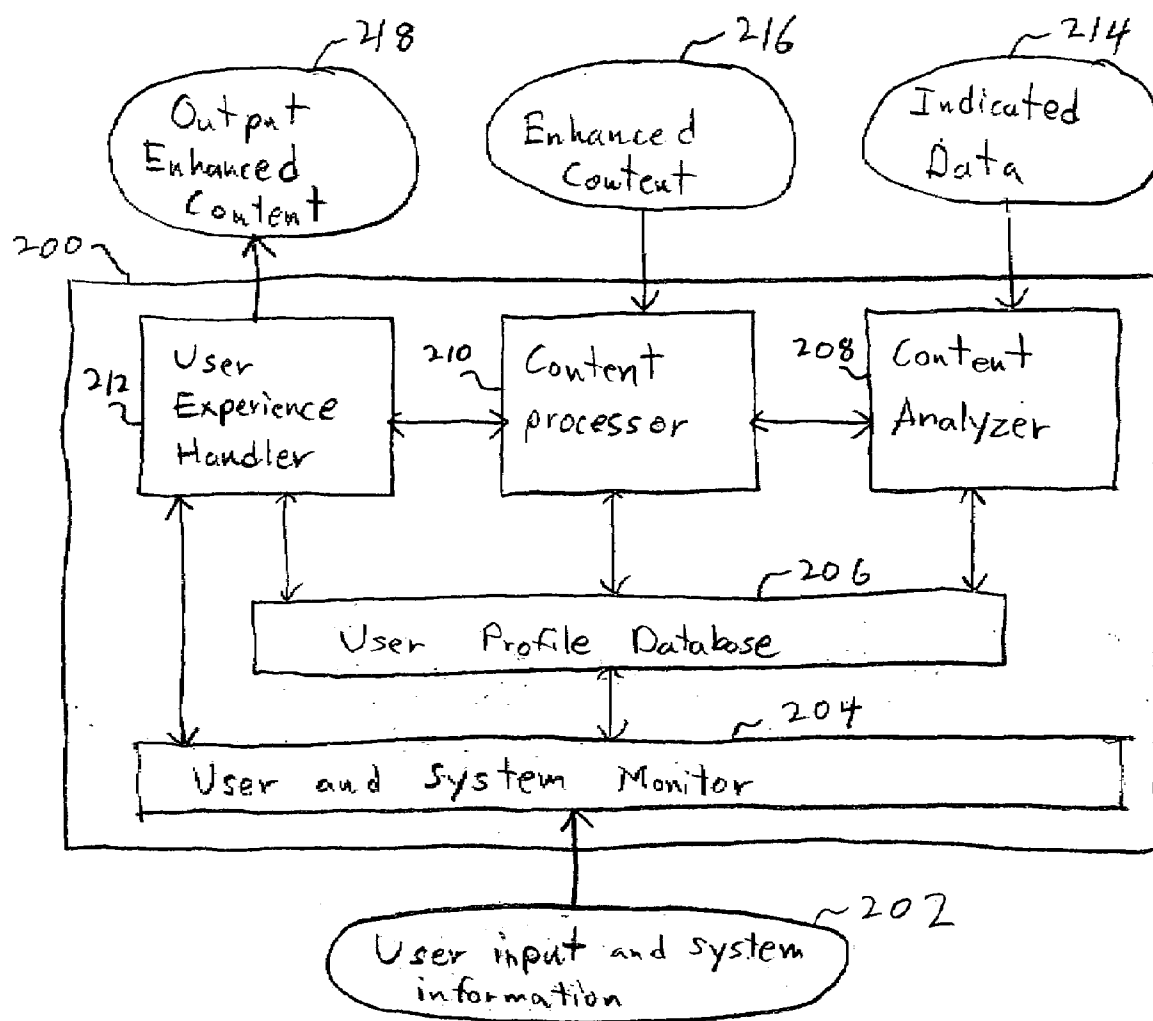 218
216
214
Output
Enhanced
Content
Enhanced
Content
Indicated
Data
200
212
User
Experience
Handler
210
Content
processor
208
Content
Analyzer
206
User Profile Database
204
User and System Monitor
202
User input and system
information